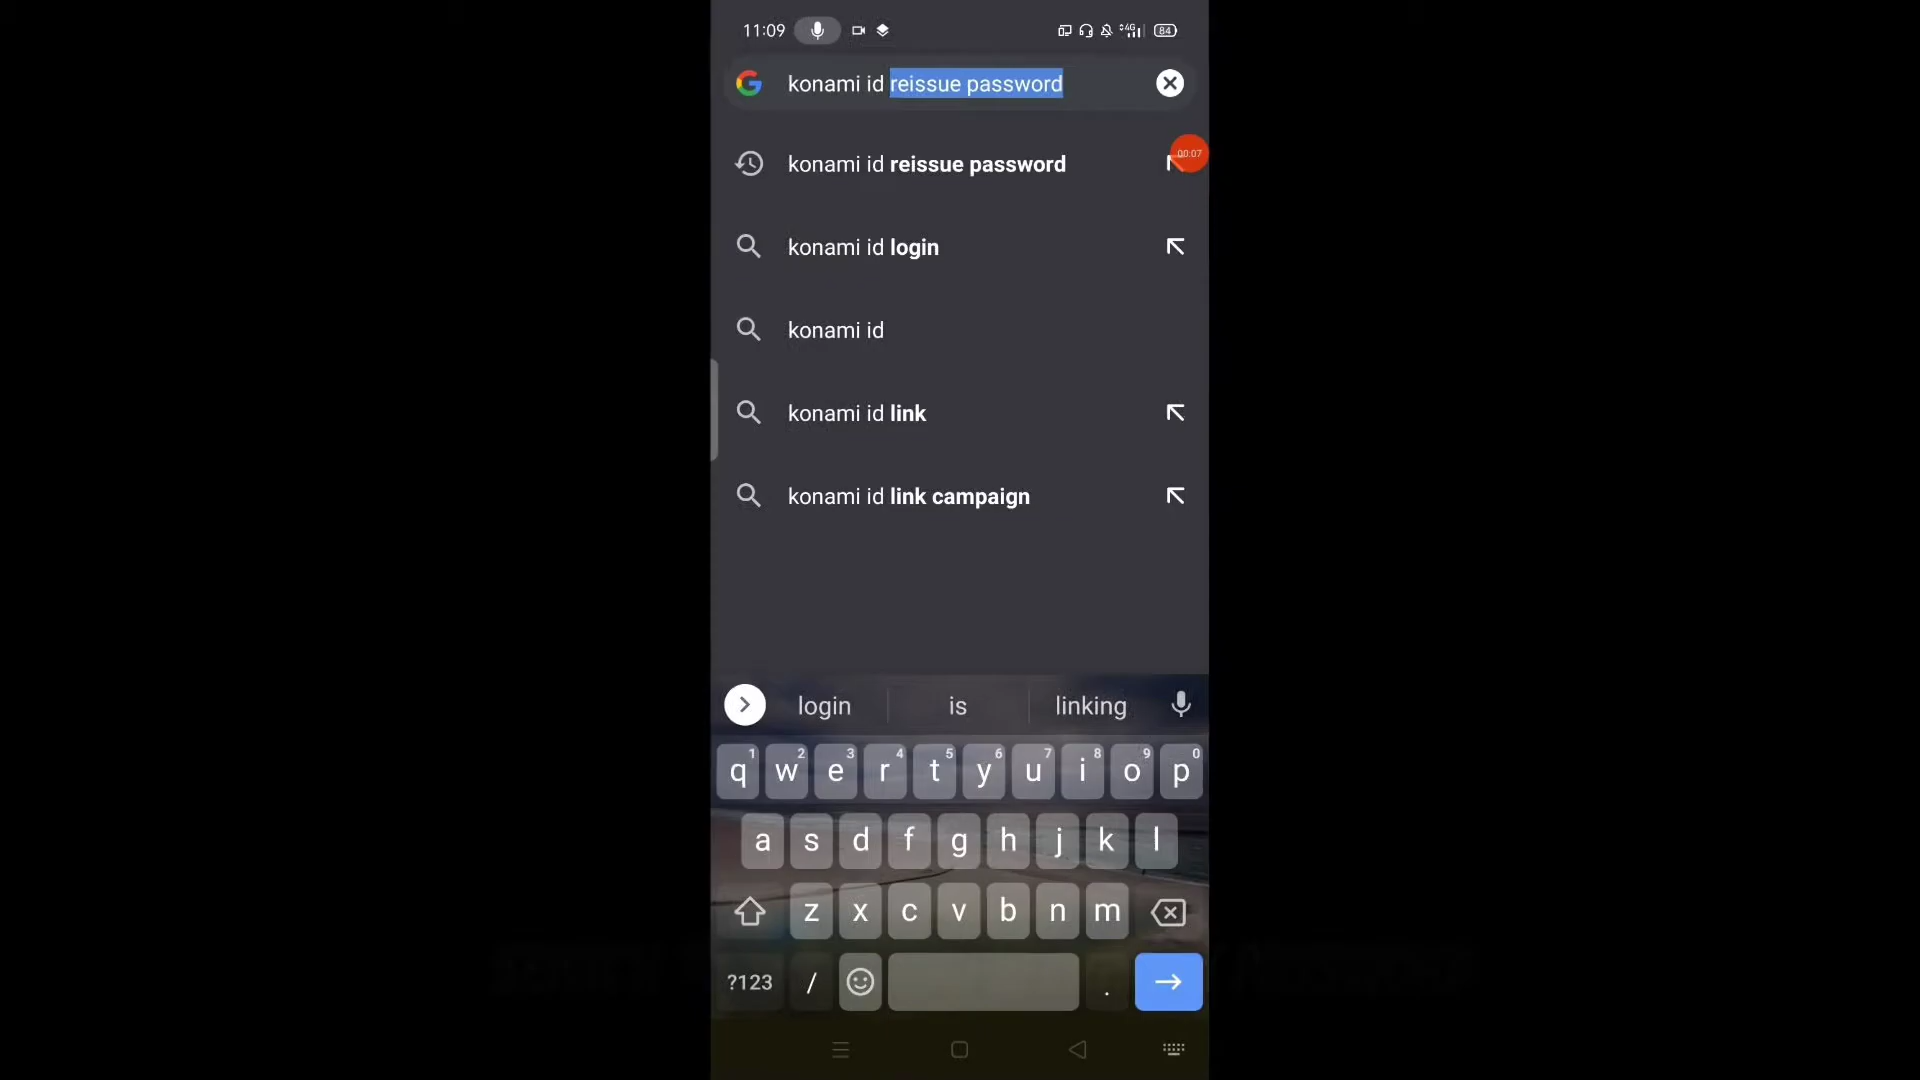 11:09 4G 84
konami id reissue password
00:07
konami id reissue password
konami id login
konami id
konami id link
konami id link campaign
login is linking
1 2 3 4 5 6 7 8 9 0
q w e r t y u i o p
a s d f g h j k l
z x c v b n m
?123 / .